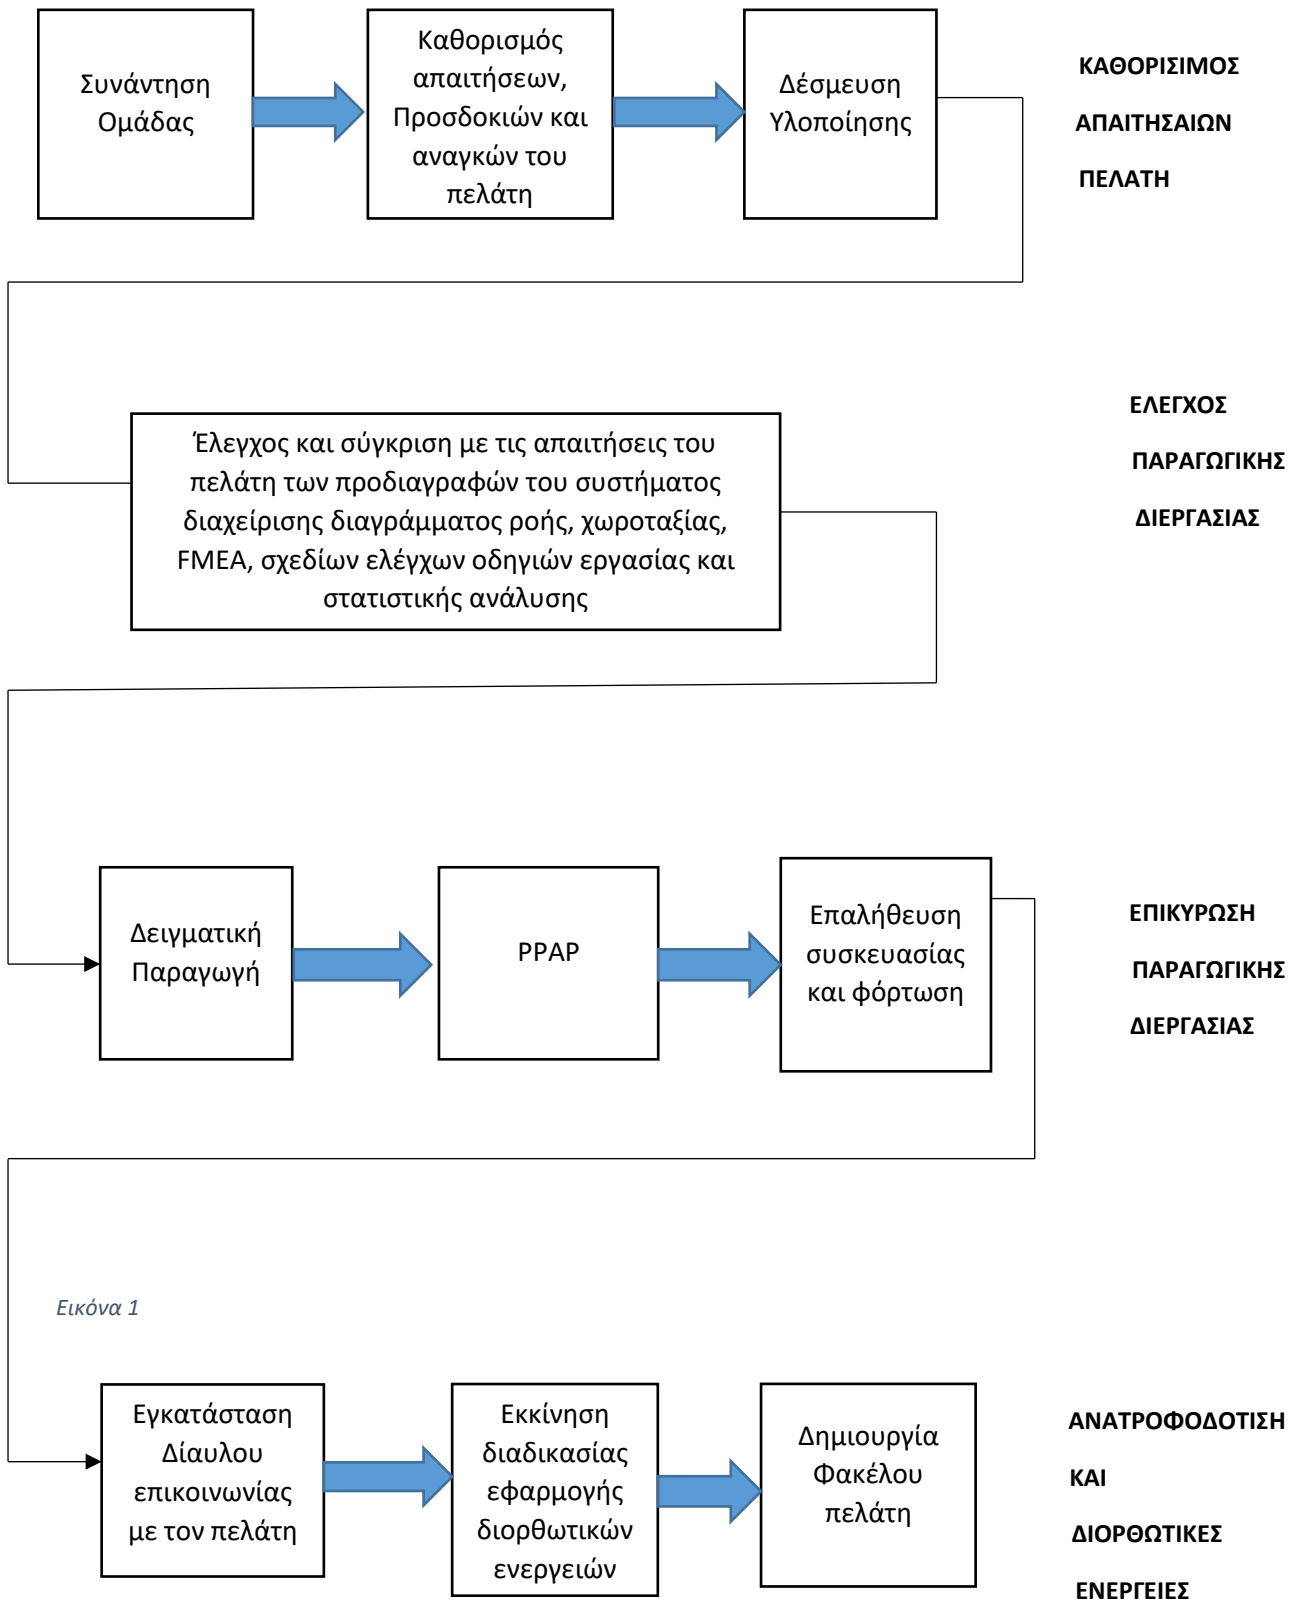 Συνάντηση
Ομάδας
Καθορισμός
απαιτήσεων,
Προσδοκιών και
αναγκών του
πελάτη
Δέσμευση
Υλοποίησης
ΚΑΘΟΡΙΣΙΜΟΣ
ΑΠΑΙΤΗΣΑΙΩΝ
ΠΕΛΑΤΗ
Έλεγχος και σύγκριση με τις απαιτήσεις του
πελάτη των προδιαγραφών του συστήματος
διαχείρισης διαγράμματος ροής, χωροταξίας,
FMEA, σχεδίων ελέγχων οδηγιών εργασίας και
στατιστικής ανάλυσης
ΕΛΕΓΧΟΣ
ΠΑΡΑΓΩΓΙΚΗΣ
ΔΙΕΡΓΑΣΙΑΣ
Δειγματική
Παραγωγή
PPAP
Επαλήθευση
συσκευασίας
και φόρτωση
ΕΠΙΚΥΡΩΣΗ
ΠΑΡΑΓΩΓΙΚΗΣ
ΔΙΕΡΓΑΣΙΑΣ
Εικόνα 1
Εγκατάσταση
Δίαυλου
επικοινωνίας
με τον πελάτη
Εκκίνηση
διαδικασίας
εφαρμογής
διορθωτικών
ενεργειών
Δημιουργία
Φακέλου
πελάτη
ΑΝΑΤΡΟΦΟΔΟΤΙΣΗ
ΚΑΙ
ΔΙΟΡΘΩΤΙΚΕΣ
ΕΝΕΡΓΕΙΕΣ